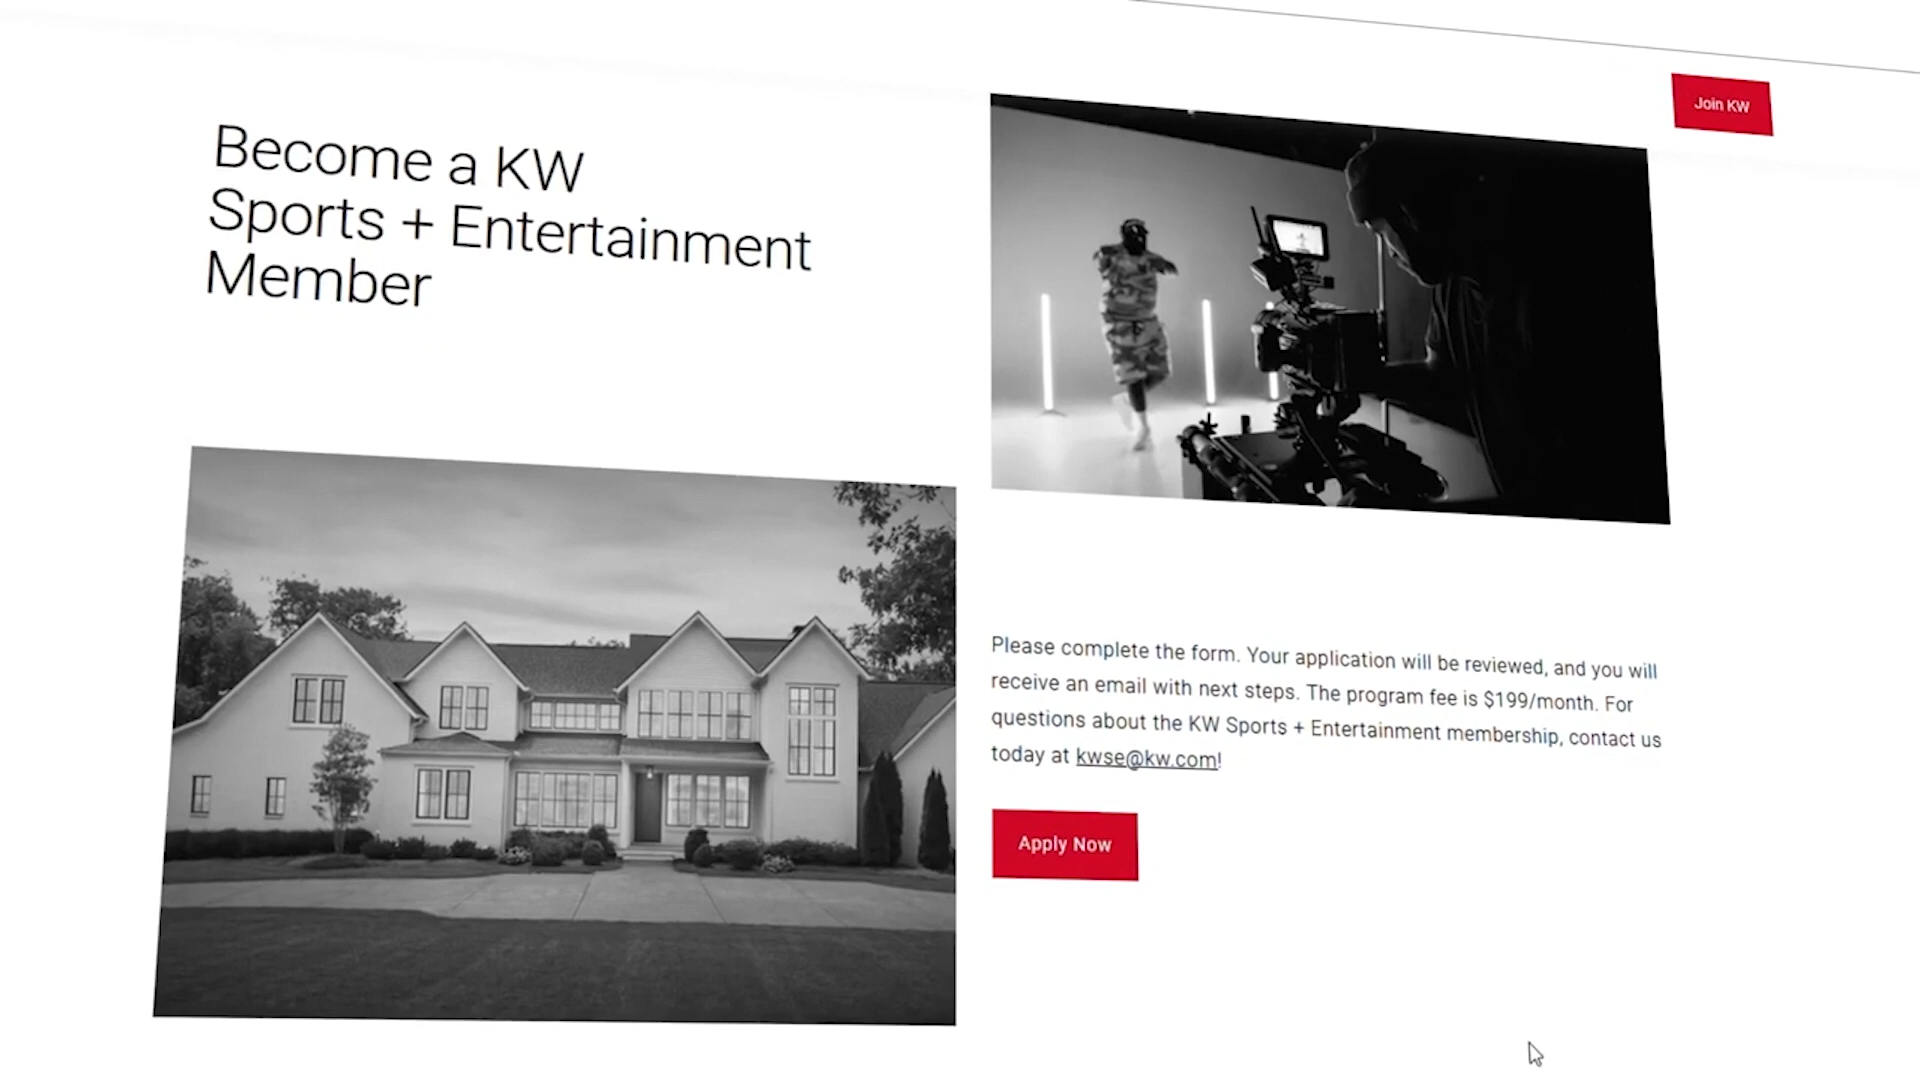 Join KW
Become a KW
Sports + Entertainment
Member
Please complete the form. Your application will be reviewed, and you will
receive an email with next steps. The program fee is $199/month. For
questions about the KW Sports + Entertainment membership, contact us
today at kwse@kw.com!
Apply Now